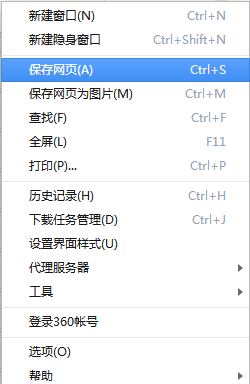 新建窗口(N) Ctrl+N
新建隐身窗口 Ctrl+Shift+N
保存网页(A) Ctrl+S
保存网页为图片(M) Ctrl+M
查找(F) Ctrl+F
全屏(L) F11
打印(P)... Ctrl+P
历史记录(H) Ctrl+H
下载任务管理(D) Ctrl+J
设置界面样式(U)
代理服务器
工具
登录360帐号
选项(O)
帮助